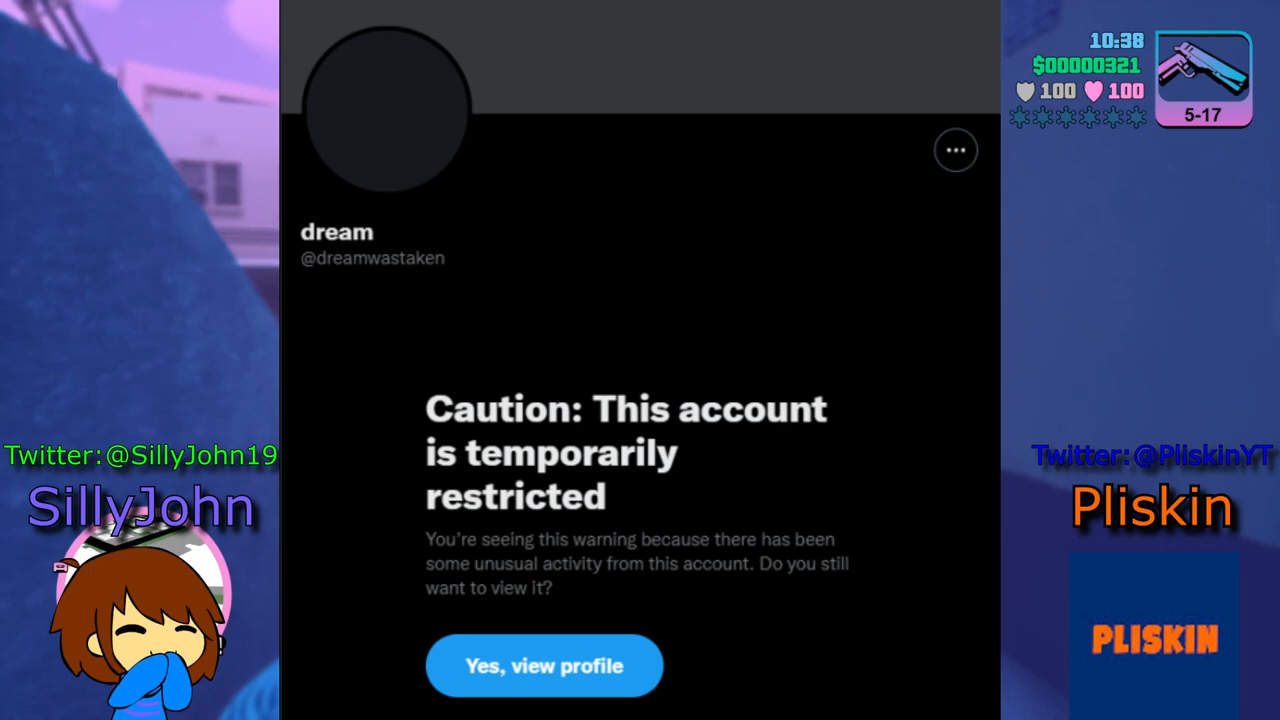 10:38
$00000321
100 100
5-17
dream
@dreamwastaken
Caution: This account
is temporarily
restricted
You're seeing this warning because there has been
some unusual activity from this account. Do you still
want to view it?
Yes, view profile
Twitter:@SillyJohn19
SillyJohn
Twitter:@PliskinYT
Pliskin
PLISKIN